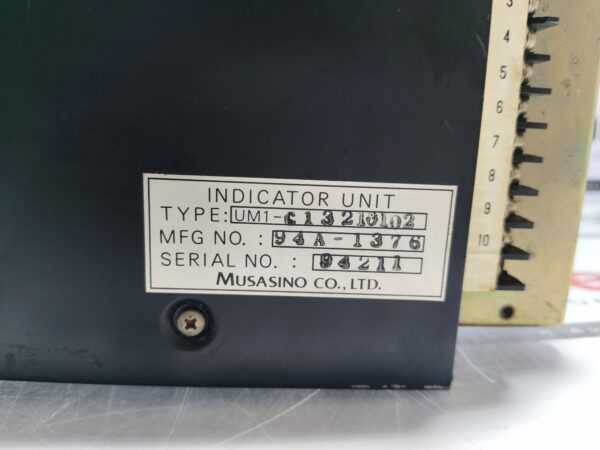 INDICATOR UNIT
TYPE: UM1-C13210102
MFG NO. : 94A-1376
SERIAL NO. : 94211
MUSASINO CO., LTD.
3
4
5
6
7
8
9
10